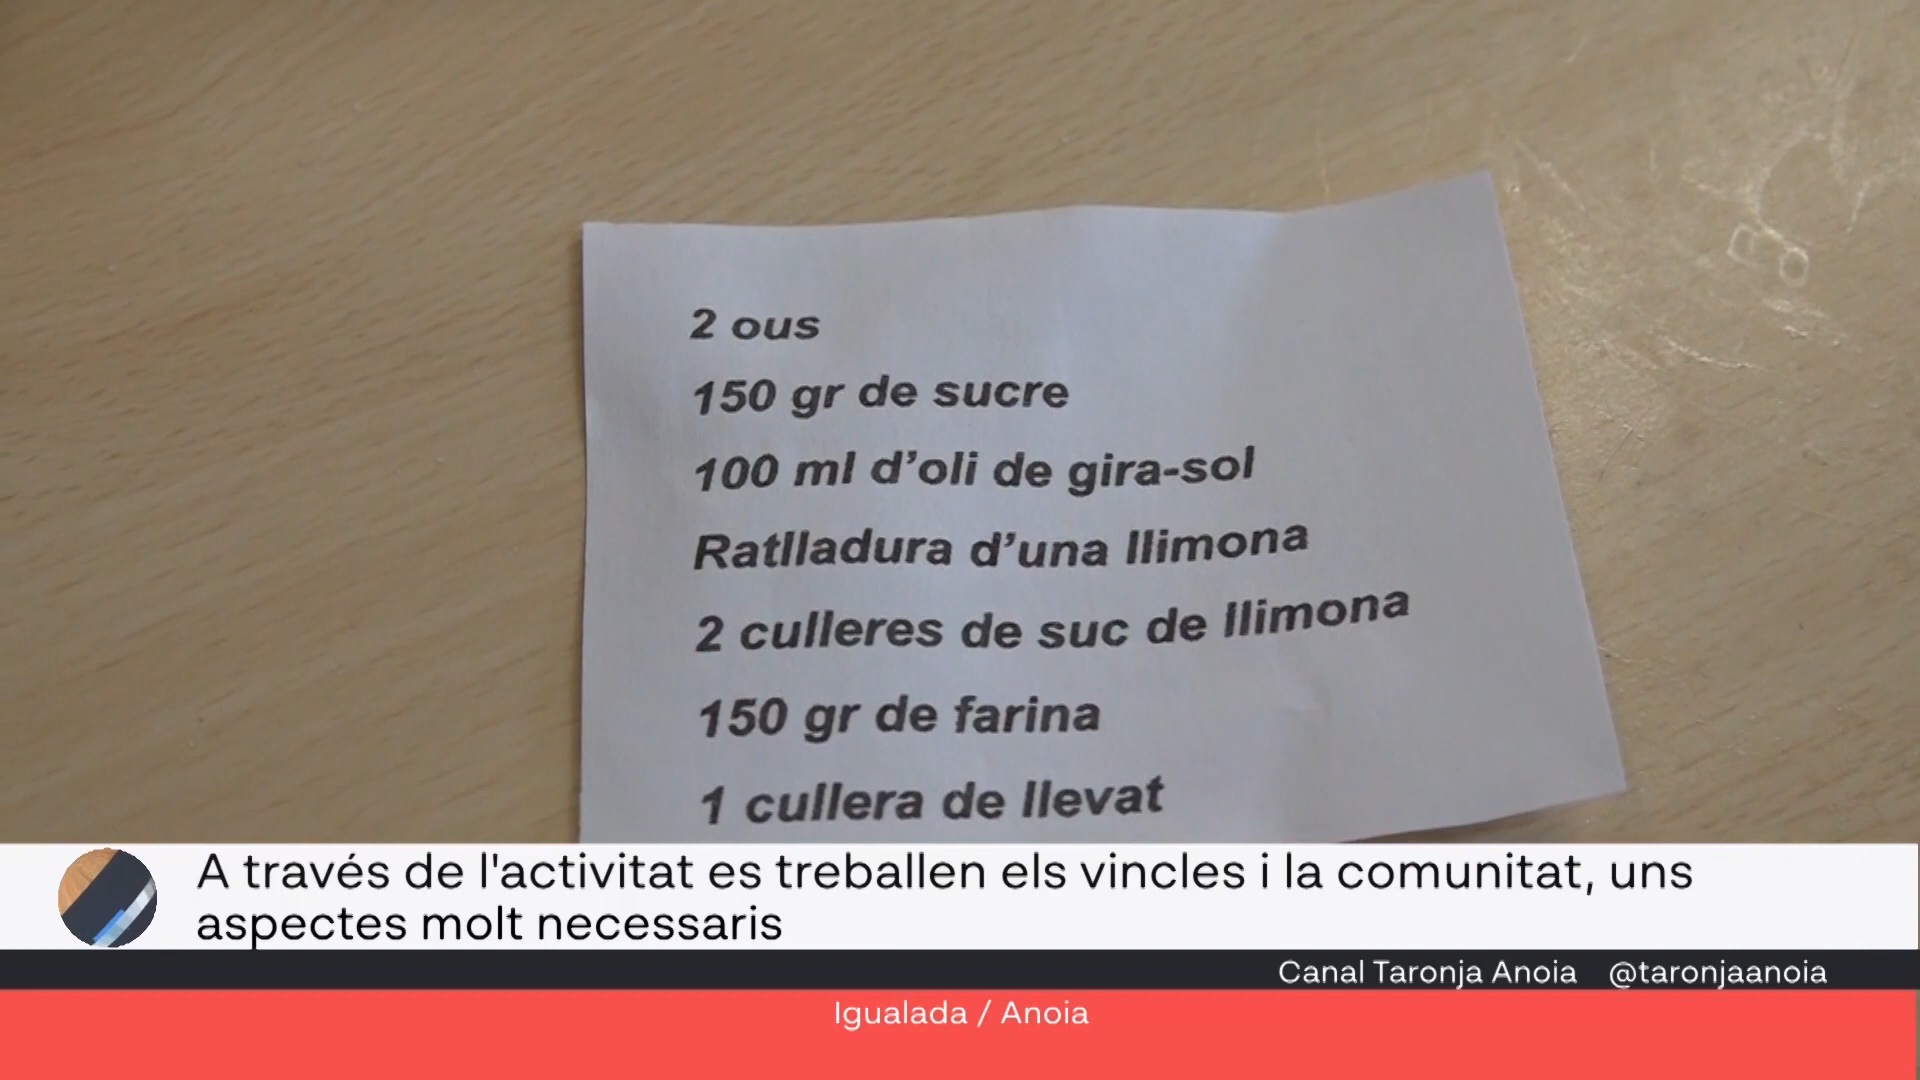 2 ous
150 gr de sucre
100 ml d’oli de gira-sol
Ratlladura d’una llimona
2 culleres de suc de llimona
150 gr de farina
1 cullera de llevat
A través de l'activitat es treballen els vincles i la comunitat, uns
aspectes molt necessaris
Canal Taronja Anoia @taronjaanoia
Igualada / Anoia